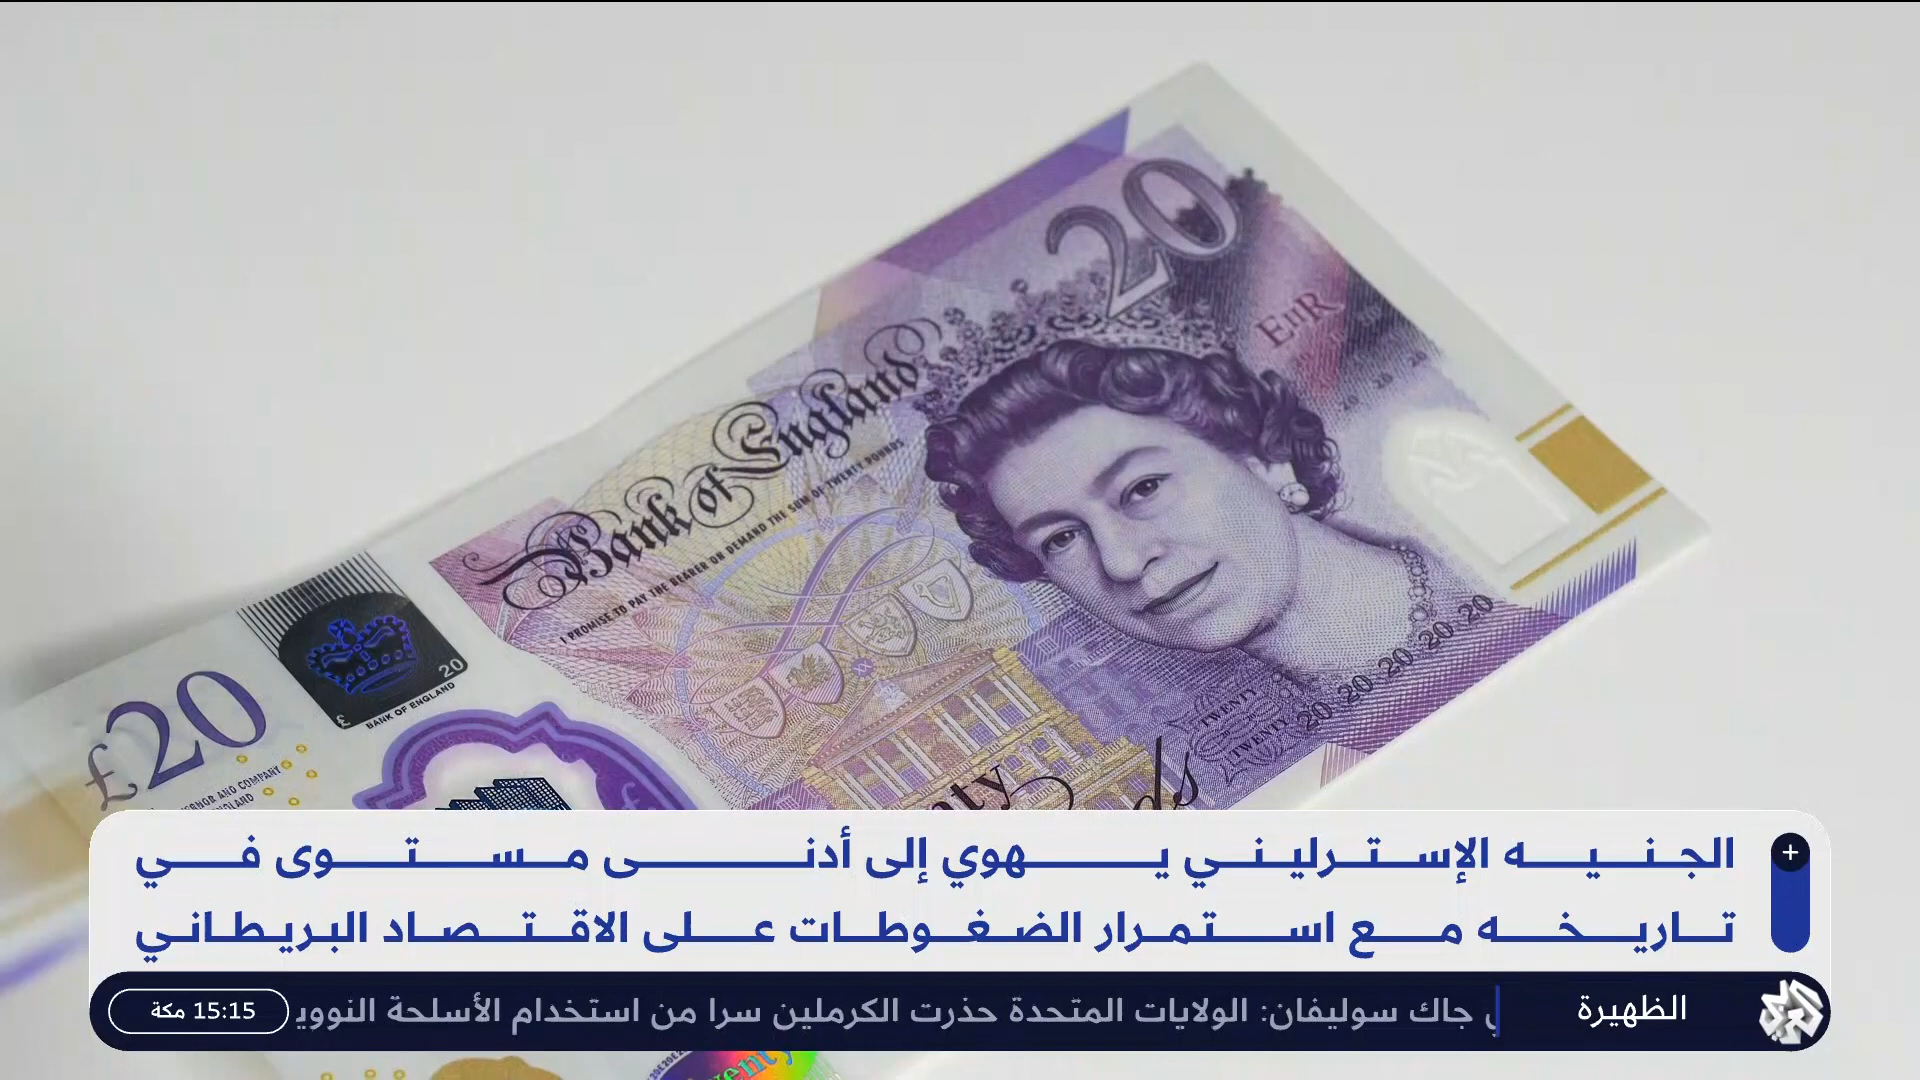 20
EIIR
Bank of England
I PROMISE TO PAY THE BEARER ON DEMAND THE SUM OF TWENTY POUNDS
20
BANK OF ENGLAND
£20
TWENTY
TWENTY
20 20 20 20 20
الجنيه الإسترليني يهوي إلى أدنى مستوى في
تاريخه مع استمرار الضغوطات على الاقتصاد البريطاني
الظهيرة
جاك سوليفان: الولايات المتحدة حذرت الكرملين سرا من استخدام الأسلحة
15:15 مكة